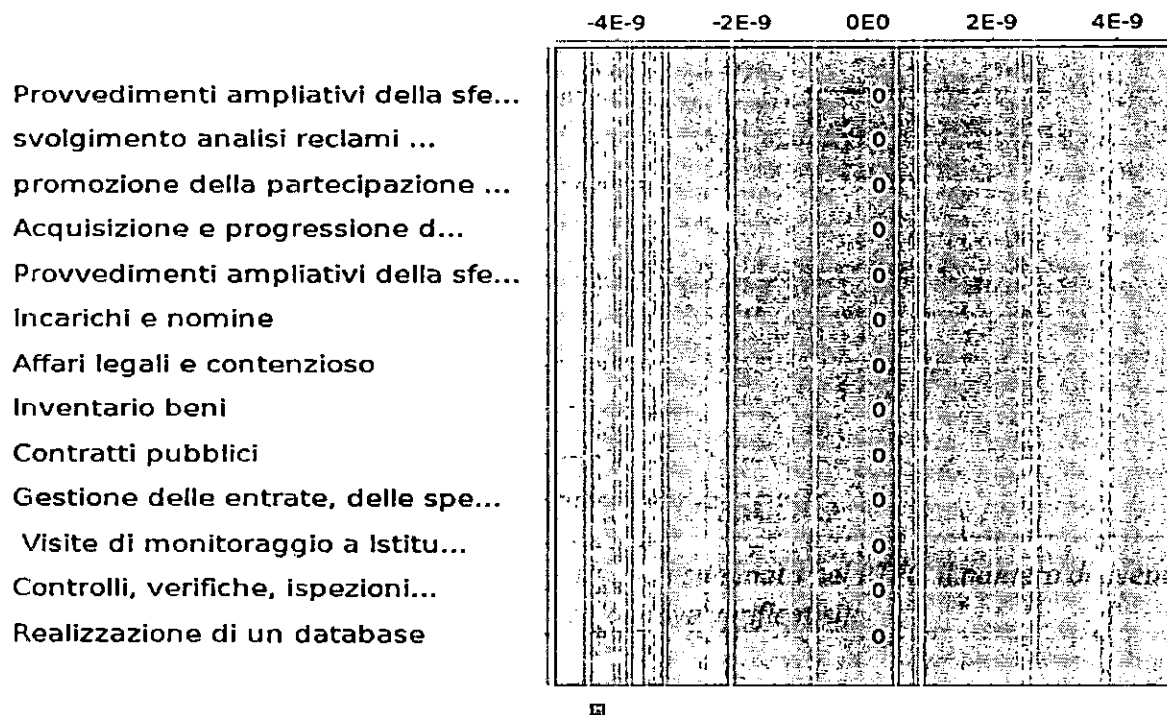 -4E-9 -2E-9 0E0 2E-9 4E-9
Provvedimenti ampliativi della sfe... 0
svolgimento analisi reclami ... 0
promozione della partecipazione ... 0
Acquisizione e progressione d... 0
Provvedimenti ampliativi della sfe... 0
Incarichi e nomine 0
Affari legali e contenzioso 0
Inventario beni 0
Contratti pubblici 0
Gestione delle entrate, delle spe... 0
Visite di monitoraggio a Istitu... 0
Controlli, verifiche, ispezioni... 0
Realizzazione di un database 0